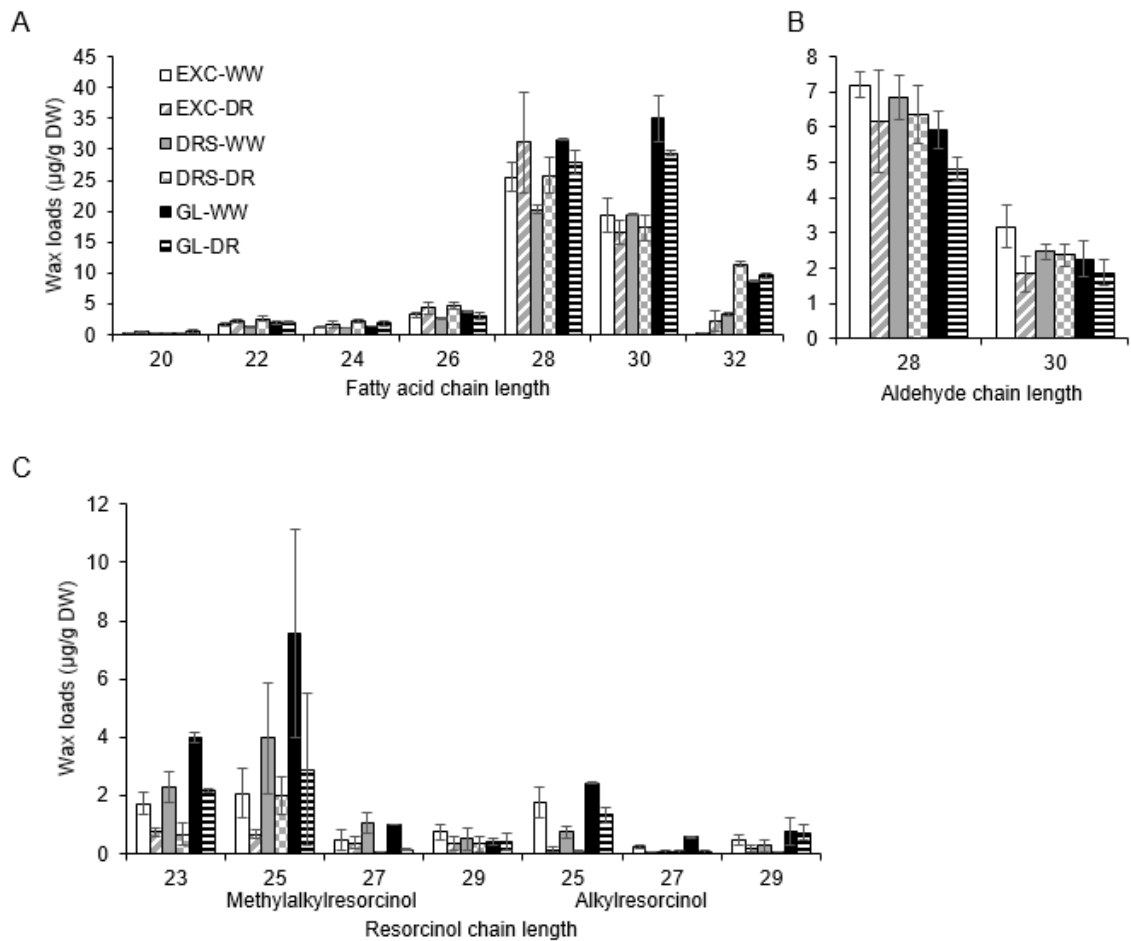 A
Wax loads (µg/g DW)
45
40
35
30
25
20
15
10
5
0
EXC-WW
EXC-DR
DRS-WW
DRS-DR
GL-WW
GL-DR
20 22 24 26 28 30 32
Fatty acid chain length
B
8
7
6
5
4
3
2
1
0
28 30
Aldehyde chain length
C
Wax loads (µg/g DW)
12
10
8
6
4
2
0
23 25 27 29 25 27 29
Methylalkylresorcinol Alkylresorcinol
Resorcinol chain length